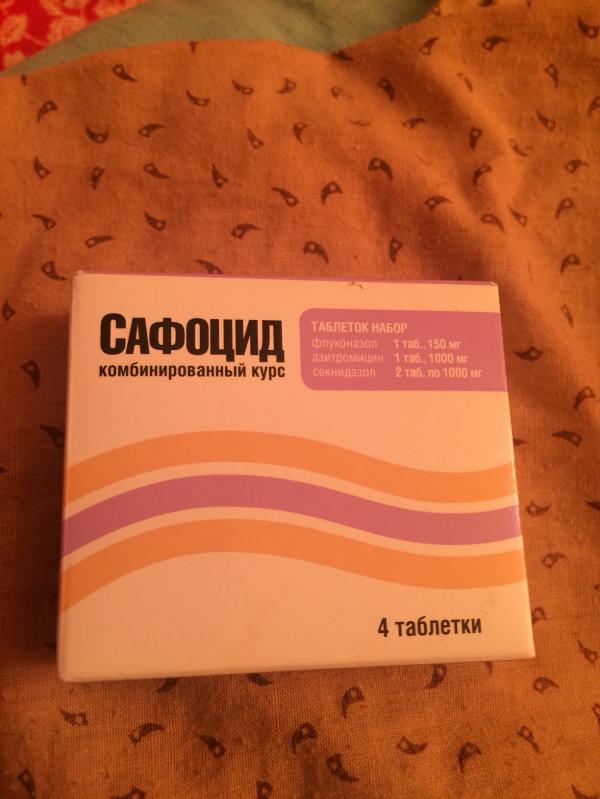 САФОЦИД
комбинированный курс
ТАБЛЕТОК НАБОР
флуконазол 1 таб., 150 мг
азитромицин 1 таб., 1000 мг
секнидазол 2 таб. по 1000 мг
4 таблетки